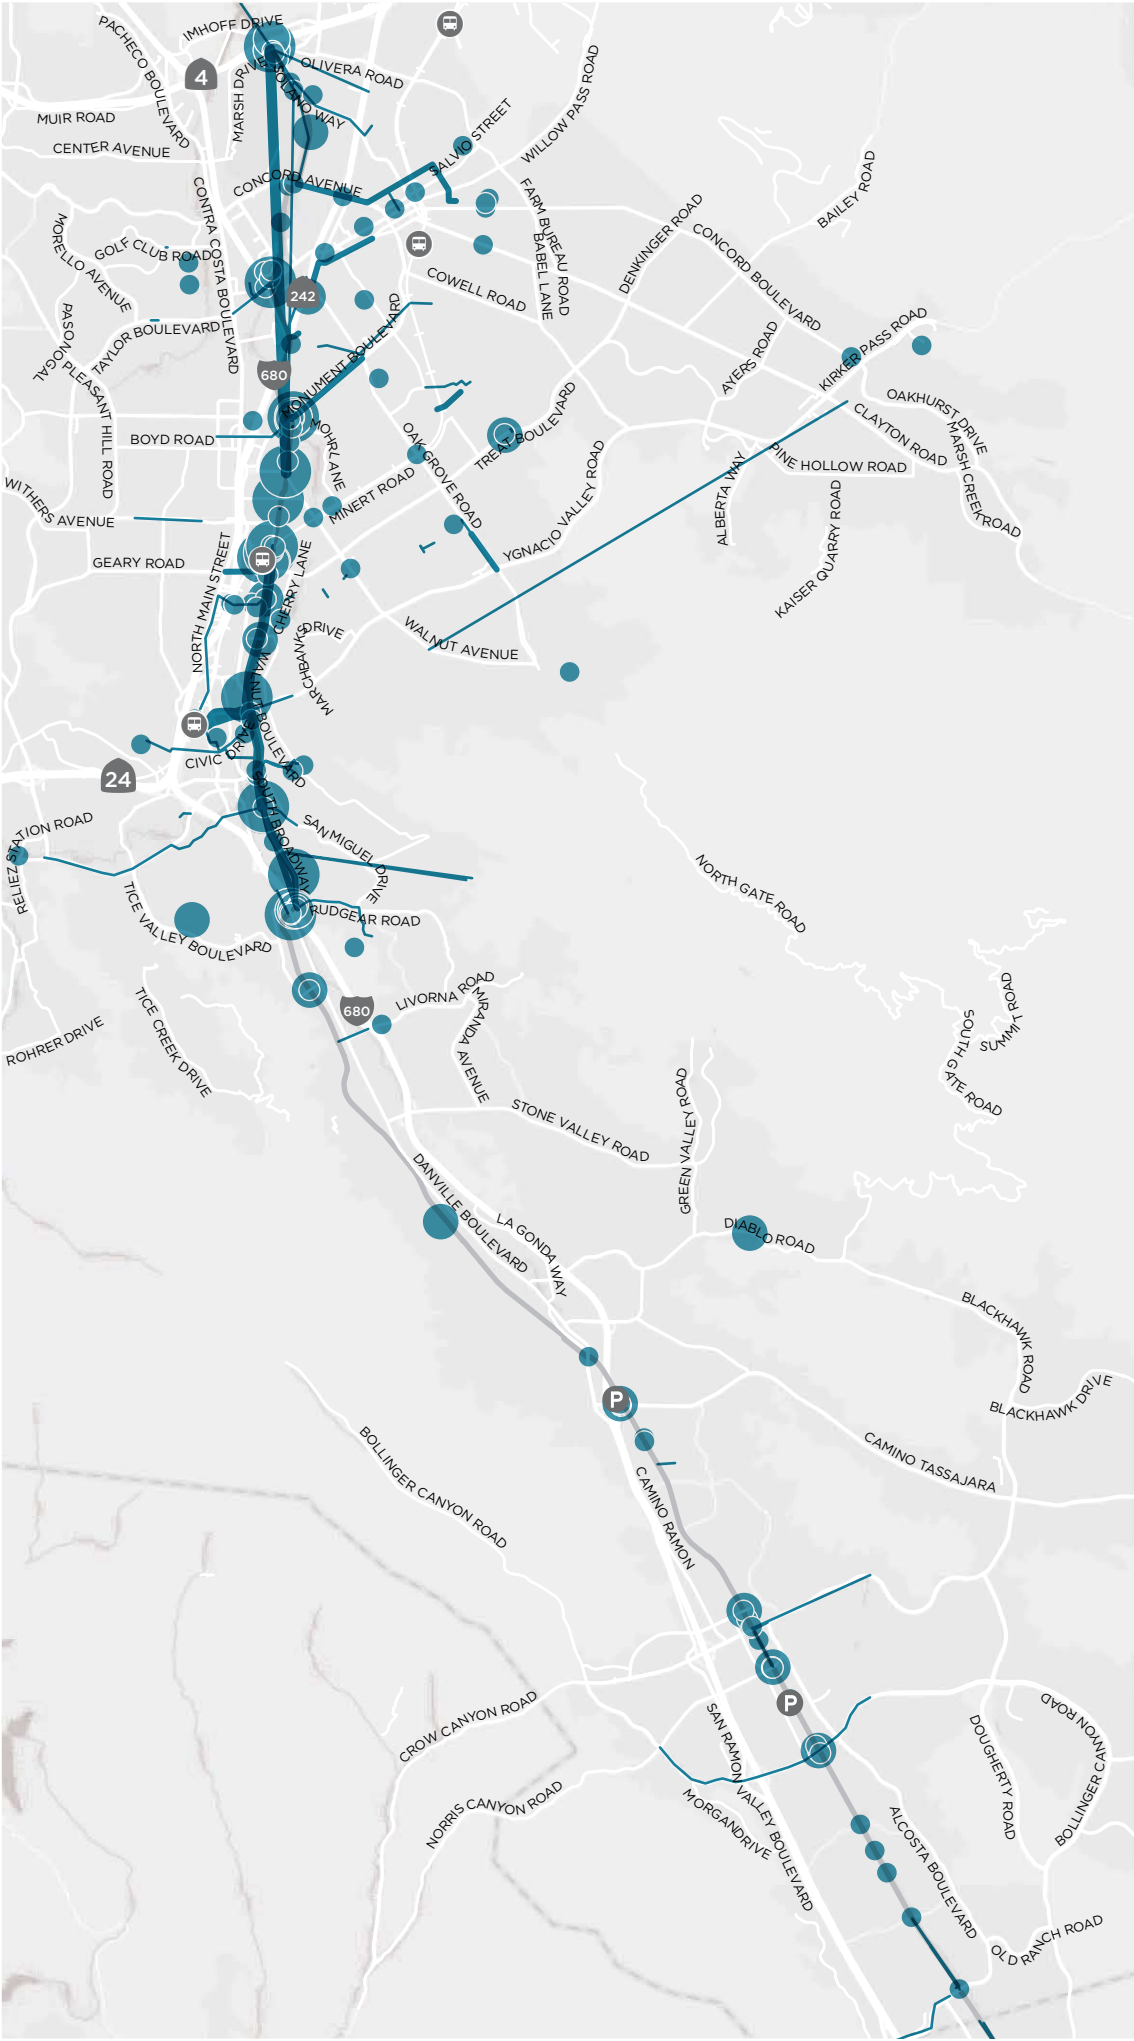 IMHOFF DRIVE
PACHECO BOULEVARD
4
MARSH DRIVE
OLIVERA ROAD
SOLANO WAY
WILLOW PASS ROAD
MUIR ROAD
CENTER AVENUE
SALVIO STREET
CONCORD AVENUE
CONTRA COSTA BOULEVARD
FARM BUREAU ROAD
BABEL LANE
BAILEY ROAD
DENKINGER ROAD
CONCORD BOULEVARD
MORELLO AVENUE
GOLF CLUB ROAD
COWELL ROAD
242
PASO NOGAL
TAYLOR BOULEVARD
MONUMENT BOULEVARD
AYERS ROAD
KIRKER PASS ROAD
PLEASANT HILL ROAD
680
OAKHURST DRIVE
CLAYTON ROAD
MARSH CREEK ROAD
BOYD ROAD
MOHR LANE
OAK GROVE ROAD
TREAT BOULEVARD
PINE HOLLOW ROAD
ALBERTA WAY
KAISER QUARRY ROAD
MINERT ROAD
YGNACIO VALLEY ROAD
WITHERS AVENUE
GEARY ROAD
NORTH MAIN STREET
CHERRY LANE
MARCHBANKS DRIVE
WALNUT AVENUE
WALNUT BOULEVARD
CIVIC DRIVE
24
SOUTH BROADWAY
RELIEZ STATION ROAD
SAN MIGUEL DRIVE
NORTH GATE ROAD
TICE VALLEY BOULEVARD
RUDGEAR ROAD
LIVORNA ROAD
680
MIRANDA AVENUE
SUMMIT ROAD
SOUTH GATE ROAD
ROHRER DRIVE
TICE CREEK DRIVE
STONE VALLEY ROAD
GREEN VALLEY ROAD
DANVILLE BOULEVARD
LA GONDA WAY
DIABLO ROAD
BLACKHAWK ROAD
BLACKHAWK DRIVE
P
BOLLINGER CANYON ROAD
CAMINO TASSAJARA
CAMINO RAMON
P
CROW CANYON ROAD
SAN RAMON VALLEY BOULEVARD
DOUGHERTY ROAD
BOLLINGER CANYON ROAD
NORRIS CANYON ROAD
MORGAN DRIVE
ALCOSTA BOULEVARD
OLD RANCH ROAD